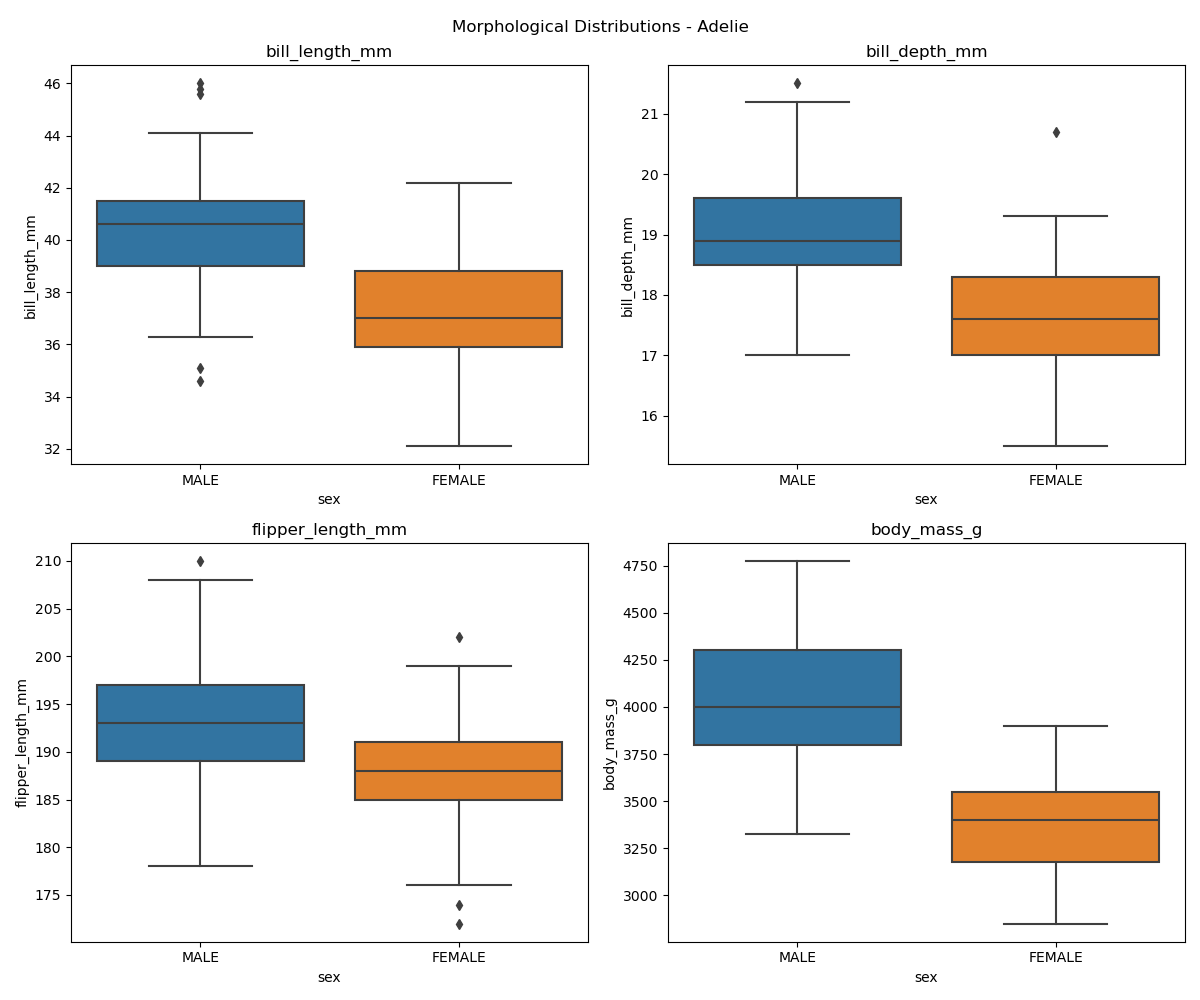 Morphological Distributions - Adelie
bill_length_mm
46
44
42
40
38
36
34
32
bill_length_mm
MALE
FEMALE
sex
bill_depth_mm
21
20
19
18
17
16
bill_depth_mm
MALE
FEMALE
sex
flipper_length_mm
210
205
200
195
190
185
180
175
flipper_length_mm
MALE
FEMALE
sex
body_mass_g
4750
4500
4250
4000
3750
3500
3250
3000
body_mass_g
MALE
FEMALE
sex